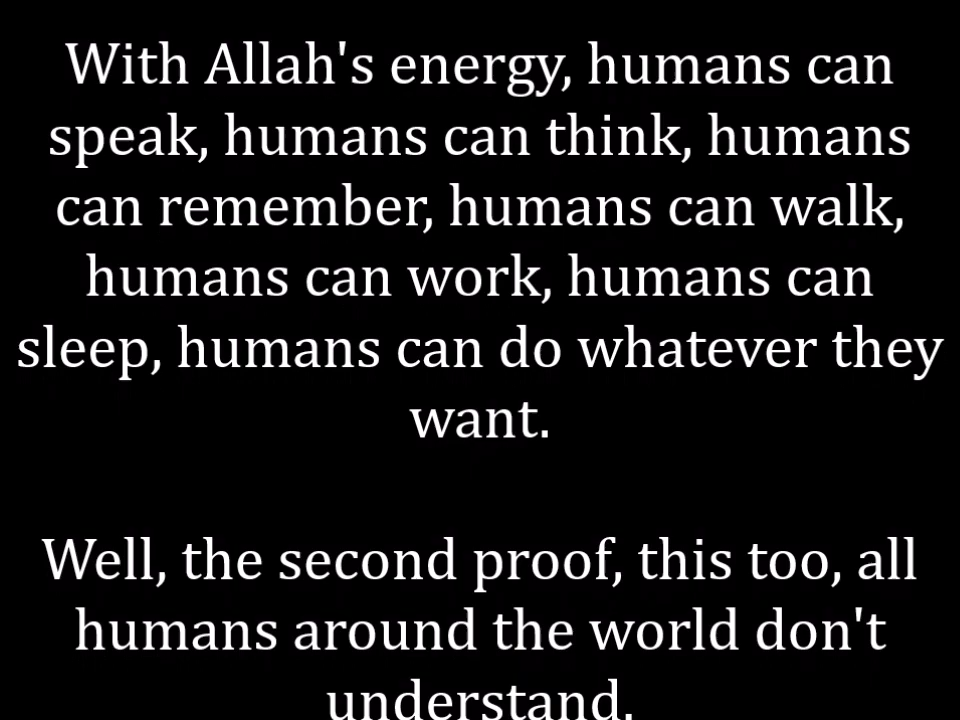 With Allah's energy, humans can
speak, humans can think, humans
can remember, humans can walk,
humans can work, humans can
sleep, humans can do whatever they
want.
Well, the second proof, this too, all
humans around the world don't
understand.